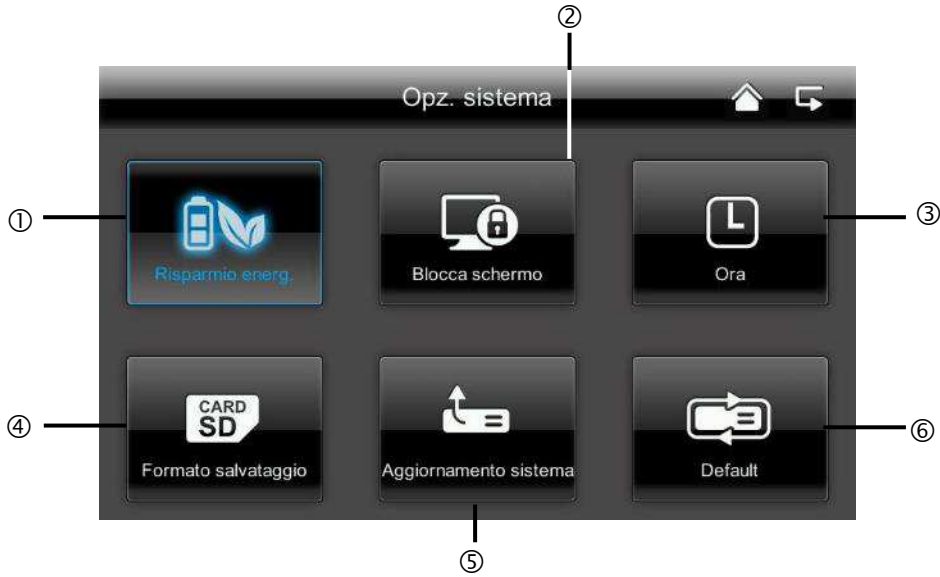 ②
Opz. sistema
①
③
Risparmio energ.
Blocca schermo
Ora
④
CARD
SD
⑥
Formato salvataggio
Aggiornamento sistema
Default
⑤